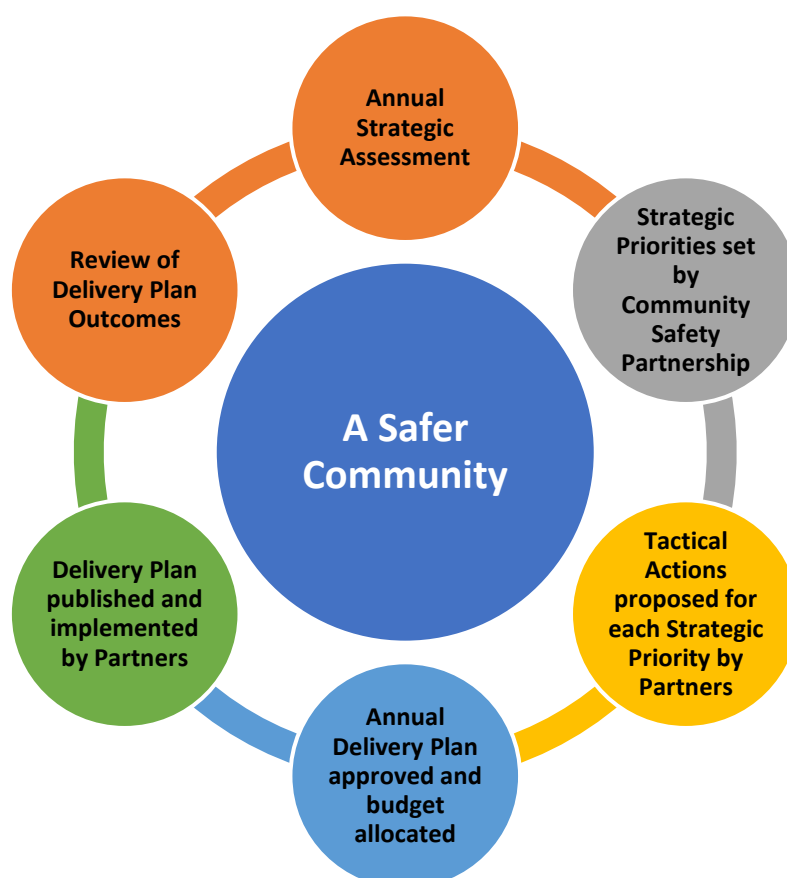 Annual
Strategic
Assessment
Strategic
Priorities set
by
Community
Safety
Partnership
Tactical
Actions
proposed for
each Strategic
Priority by
Partners
Annual
Delivery Plan
approved and
budget
allocated
Delivery Plan
published and
implemented
by Partners
Review of
Delivery Plan
Outcomes
A Safer
Community